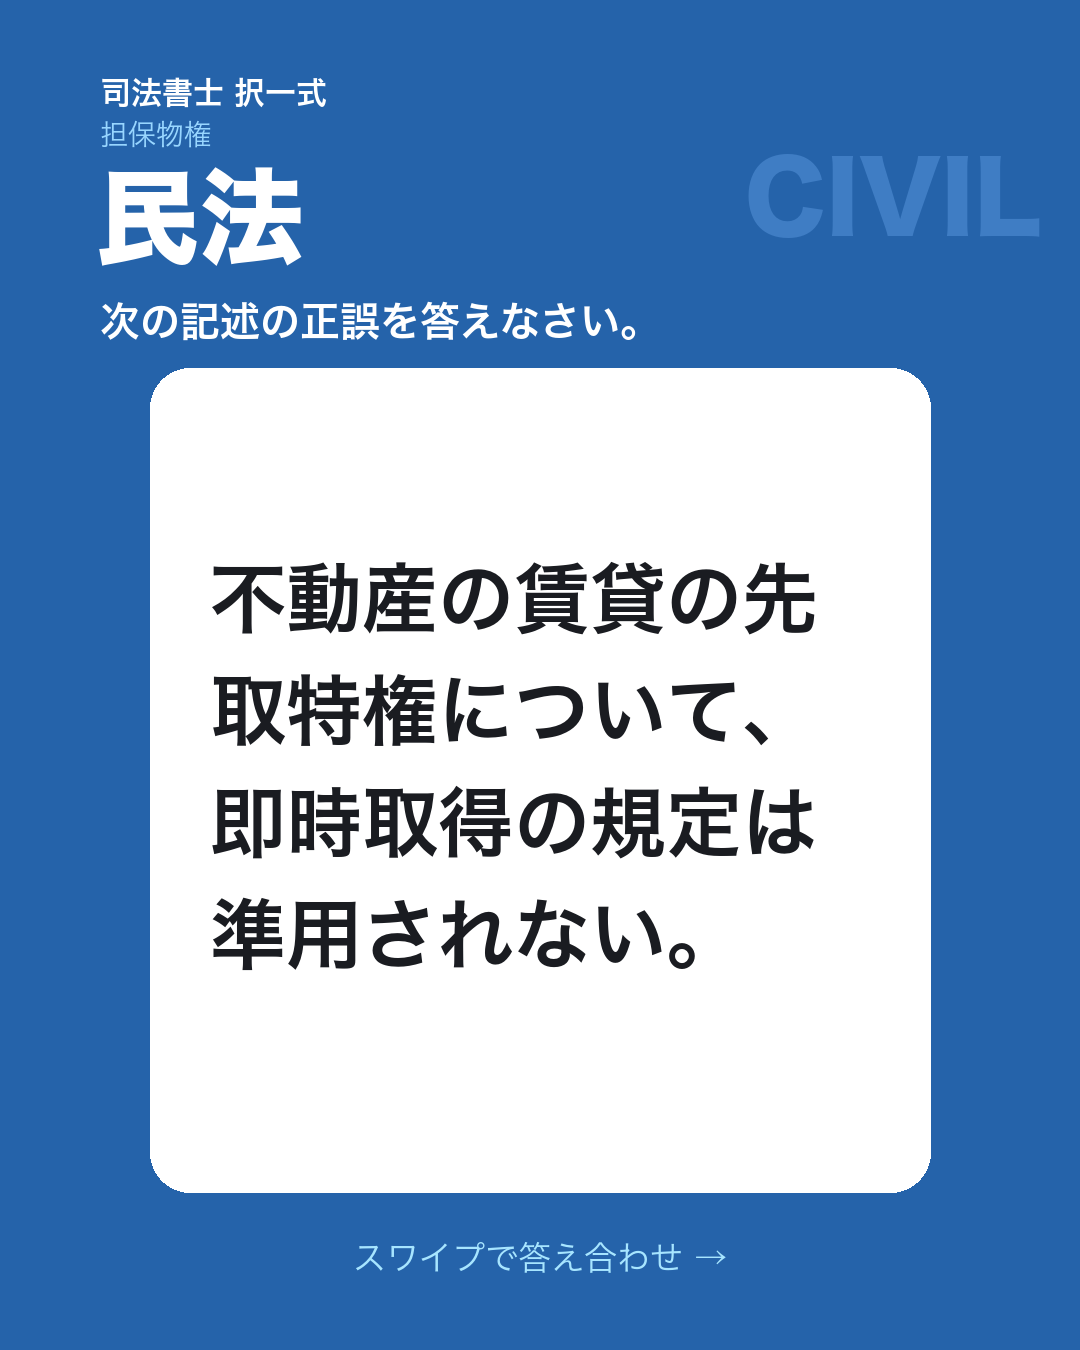 司法書士 択一式
担保物権
民法
CIVIL
次の記述の正誤を答えなさい。
不動産の賃貸の先
取特権について、
即時取得の規定は
準用されない。
スワイプで答え合わせ →